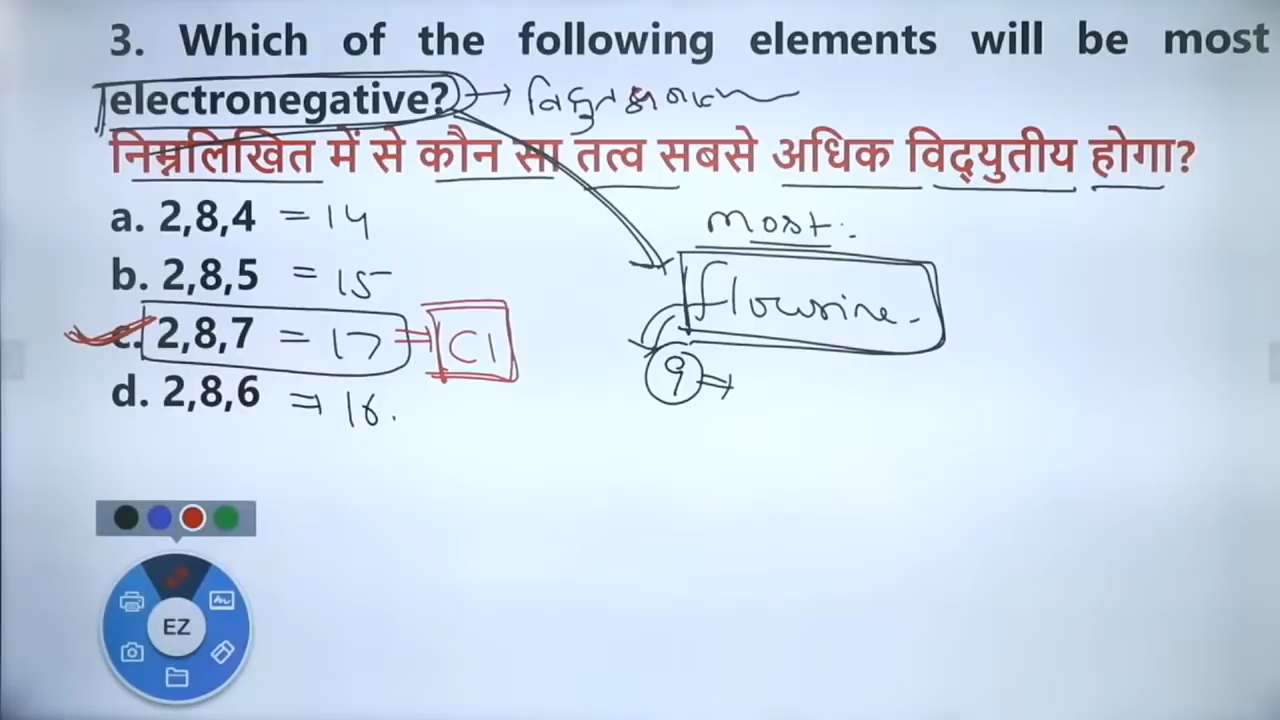 3. Which of the following elements will be most
electronegative? →
निम्नलिखित में से कौन सा तत्व सबसे अधिक विद्युतीय होगा?
a. 2,8,4 = 14
most :
b. 2,8,5 = 15
flowrine.
c. 2,8,7 = 17 ⇒ Cl
9 ⇒
d. 2,8,6 ⇒ 16.
EZ